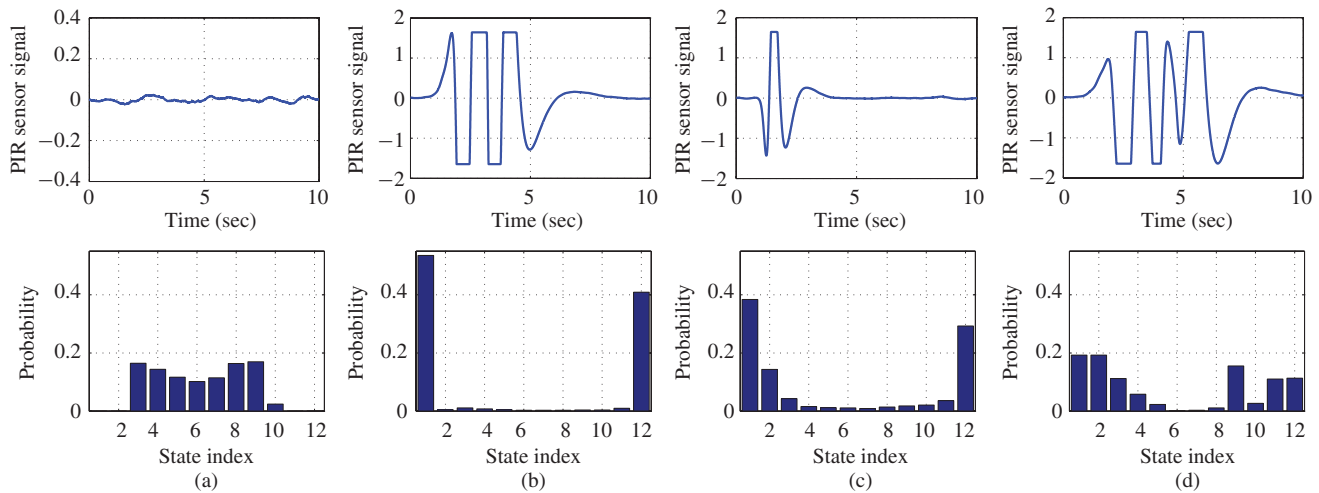 PIR sensor signal
0.4
0.2
0
−0.2
−0.4
0
5
10
Time (sec)
PIR sensor signal
2
1
0
−1
−2
0
5
10
Time (sec)
PIR sensor signal
2
1
0
−1
−2
0
5
10
Time (sec)
PIR sensor signal
2
1
0
−1
−2
0
5
10
Time (sec)
Probability
0.4
0.2
0
2 4 6 8 10 12
State index
(a)
Probability
0.4
0.2
0
2 4 6 8 10 12
State index
(b)
Probability
0.4
0.2
0
2 4 6 8 10 12
State index
(c)
Probability
0.4
0.2
0
2 4 6 8 10 12
State index
(d)